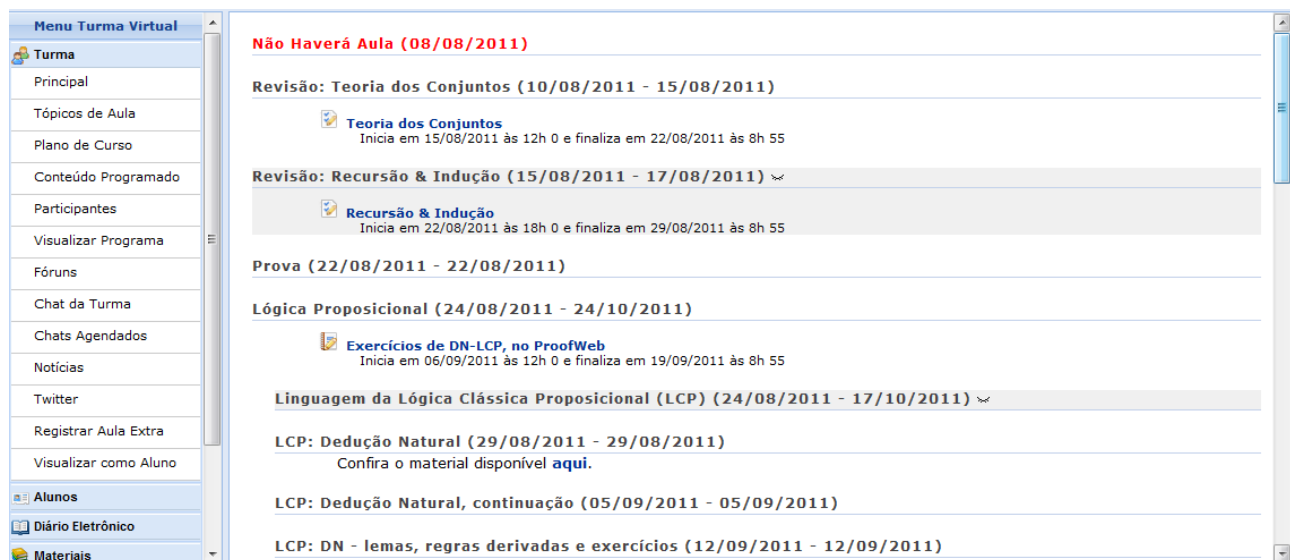 Menu Turma Virtual
Turma
Principal
Tópicos de Aula
Plano de Curso
Conteúdo Programado
Participantes
Visualizar Programa
Fóruns
Chat da Turma
Chats Agendados
Notícias
Twitter
Registrar Aula Extra
Visualizar como Aluno
Alunos
Diário Eletrônico
Materiais
Não Haverá Aula (08/08/2011)
Revisão: Teoria dos Conjuntos (10/08/2011 - 15/08/2011)
Teoria dos Conjuntos
Inicia em 15/08/2011 às 12h 0 e finaliza em 22/08/2011 às 8h 55
Revisão: Recursão & Indução (15/08/2011 - 17/08/2011)
Recursão & Indução
Inicia em 22/08/2011 às 18h 0 e finaliza em 29/08/2011 às 8h 55
Prova (22/08/2011 - 22/08/2011)
Lógica Proposicional (24/08/2011 - 24/10/2011)
Exercícios de DN-LCP, no ProofWeb
Inicia em 06/09/2011 às 12h 0 e finaliza em 19/09/2011 às 8h 55
Linguagem da Lógica Clássica Proposicional (LCP) (24/08/2011 - 17/10/2011)
LCP: Dedução Natural (29/08/2011 - 29/08/2011)
Confira o material disponível aqui.
LCP: Dedução Natural, continuação (05/09/2011 - 05/09/2011)
LCP: DN - lemas, regras derivadas e exercícios (12/09/2011 - 12/09/2011)